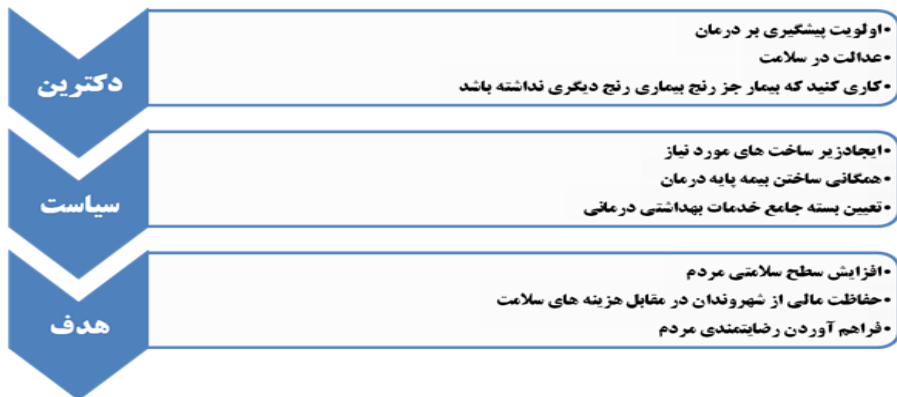 دکترین
•اولویت پیشگیری بر درمان
•عدالت در سلامت
•کاری کنید که بیمار جز رنج بیماری رنج دیگری نداشته باشد
سیاست
•ایجادزیر ساخت های مورد نیاز
•همگانی ساختن بیمه پایه درمان
•تعیین بسته جامع خدمات بهداشتی درمانی
هدف
•افزایش سطح سلامتی مردم
•حفاظت مالی از شهروندان در مقابل هزینه های سلامت
•فراهم آوردن رضایتمندی مردم